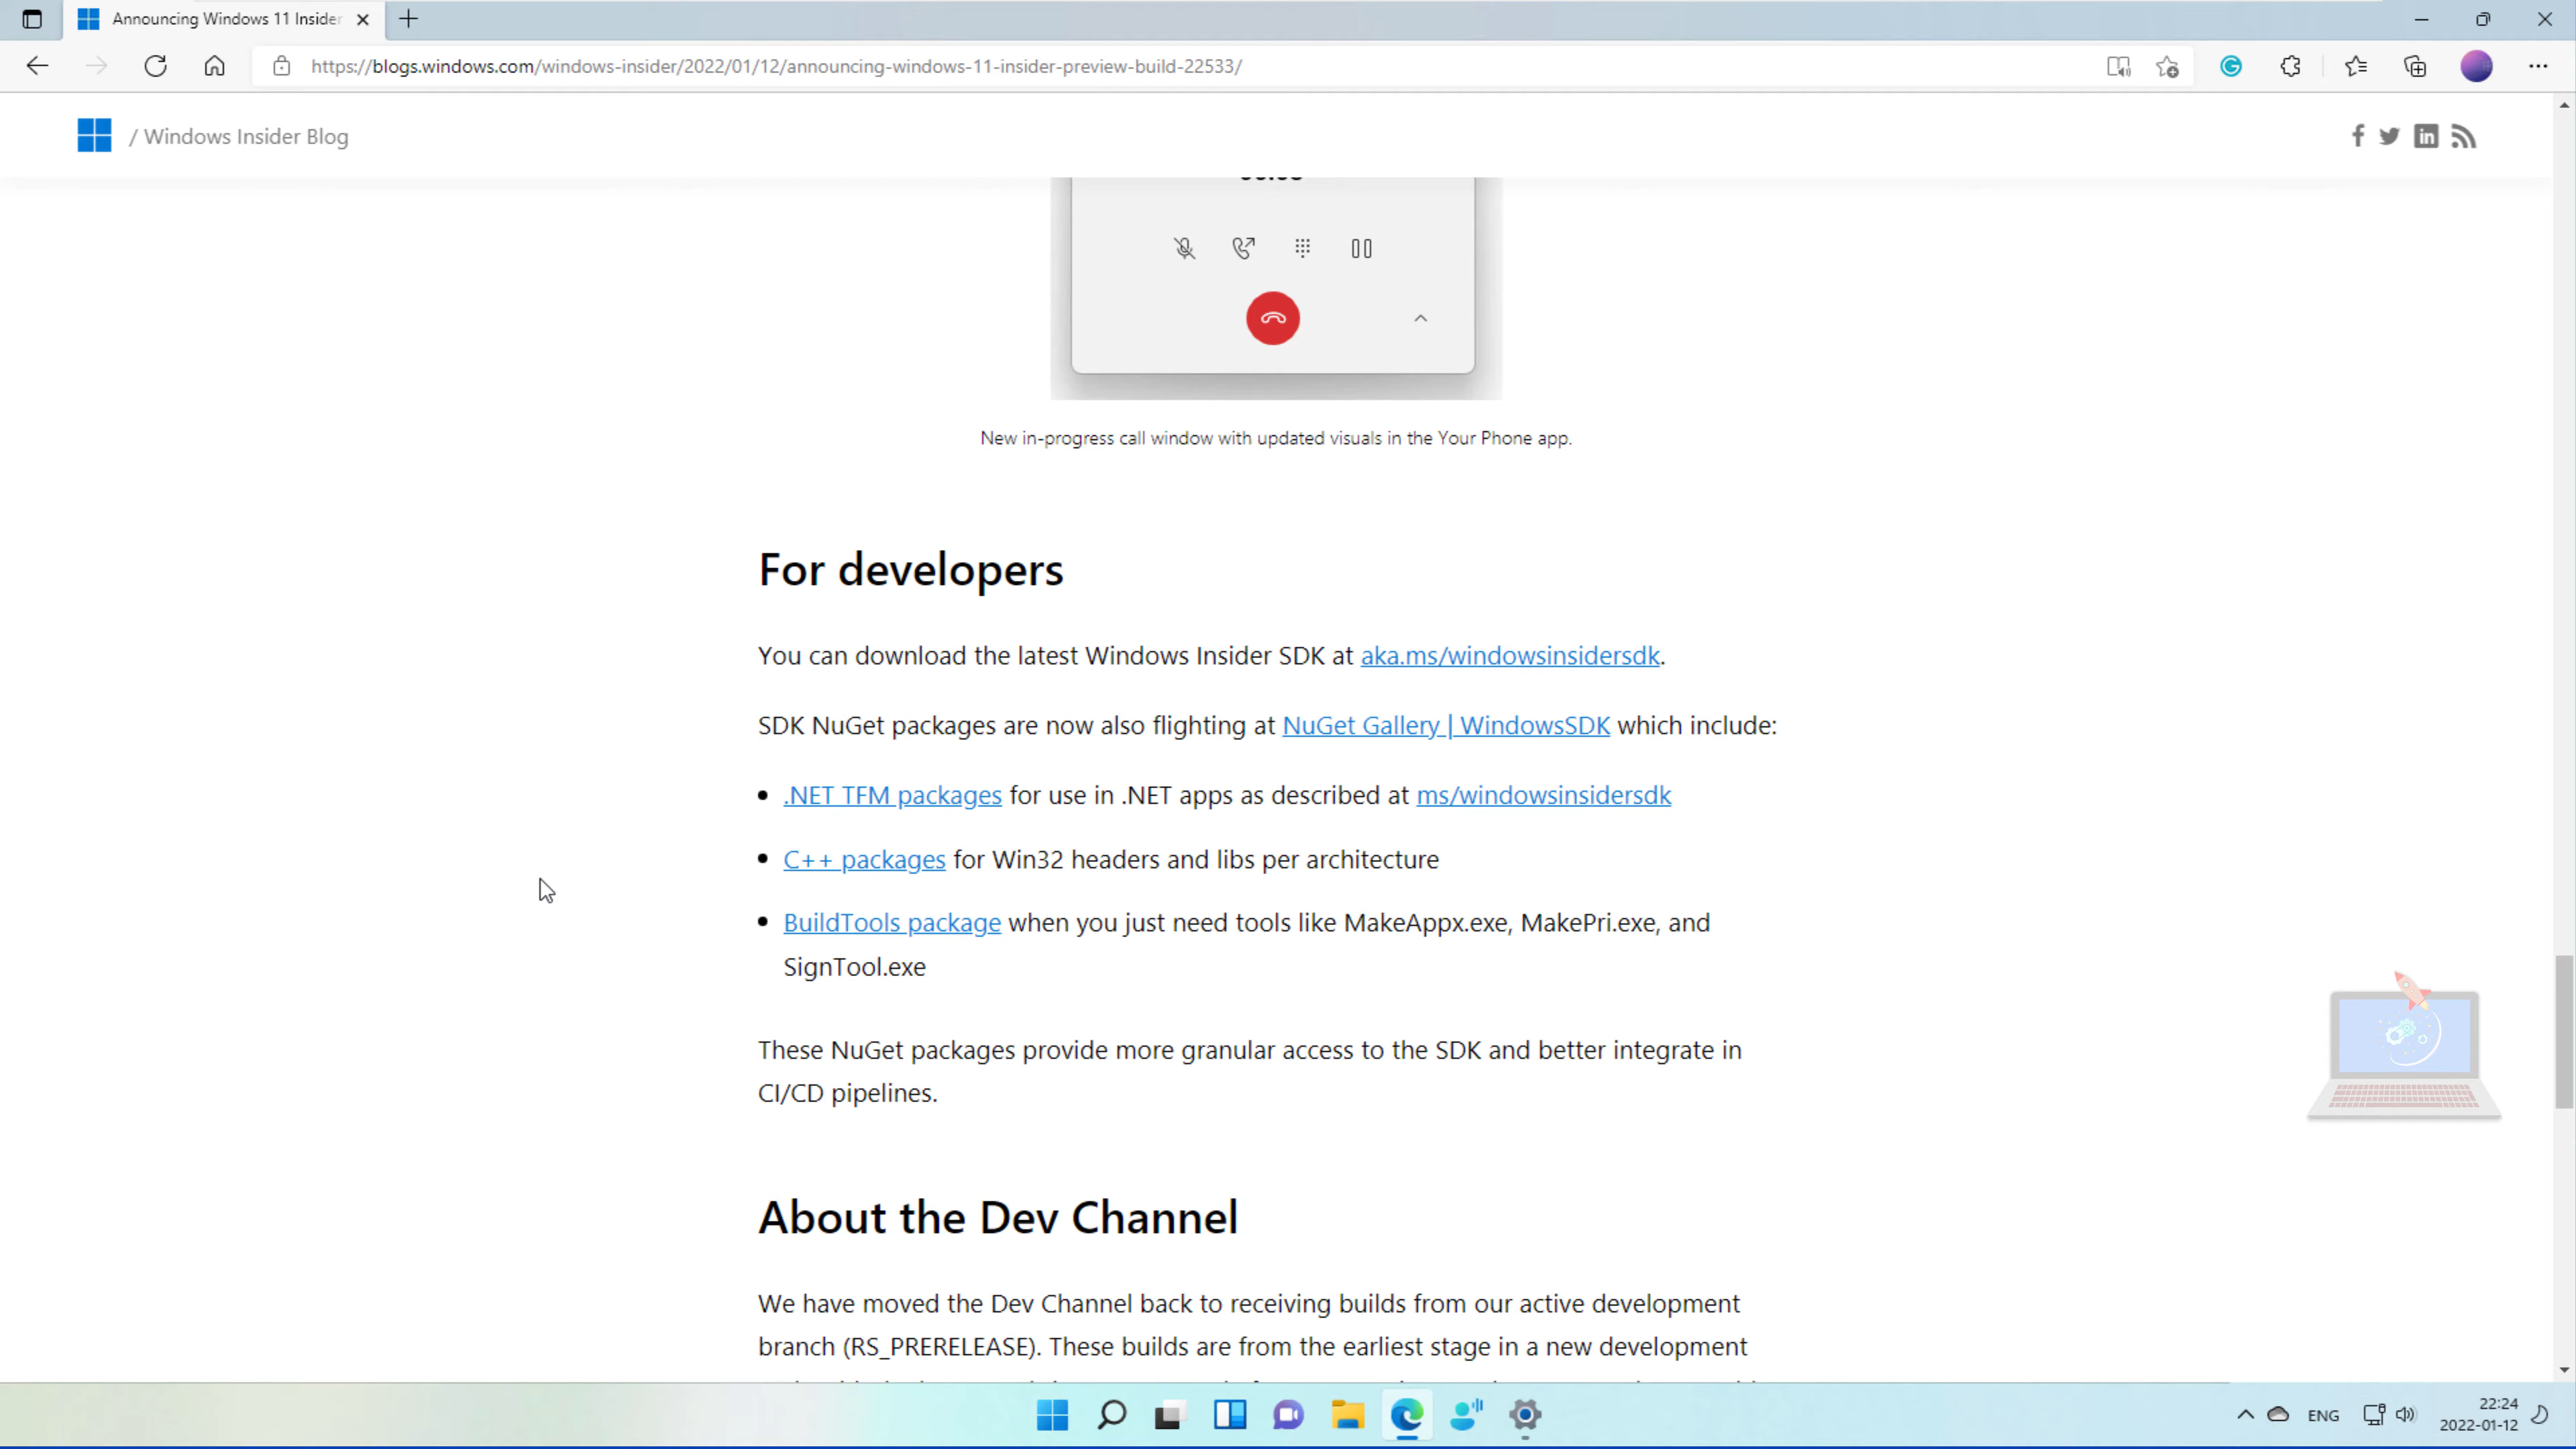 Announcing Windows 11 Insider
https://blogs.windows.com/windows-insider/2022/01/12/announcing-windows-11-insider-preview-build-22533/
/ Windows Insider Blog
New in-progress call window with updated visuals in the Your Phone app.
For developers
You can download the latest Windows Insider SDK at aka.ms/windowsinsidersdk.
SDK NuGet packages are now also flighting at NuGet Gallery | WindowsSDK which include:
• .NET TFM packages for use in .NET apps as described at ms/windowsinsidersdk
• C++ packages for Win32 headers and libs per architecture
• BuildTools package when you just need tools like MakeAppx.exe, MakePri.exe, and
SignTool.exe
These NuGet packages provide more granular access to the SDK and better integrate in
CI/CD pipelines.
About the Dev Channel
We have moved the Dev Channel back to receiving builds from our active development
branch (RS_PRERELEASE). These builds are from the earliest stage in a new development
ENG
22:24
2022-01-12